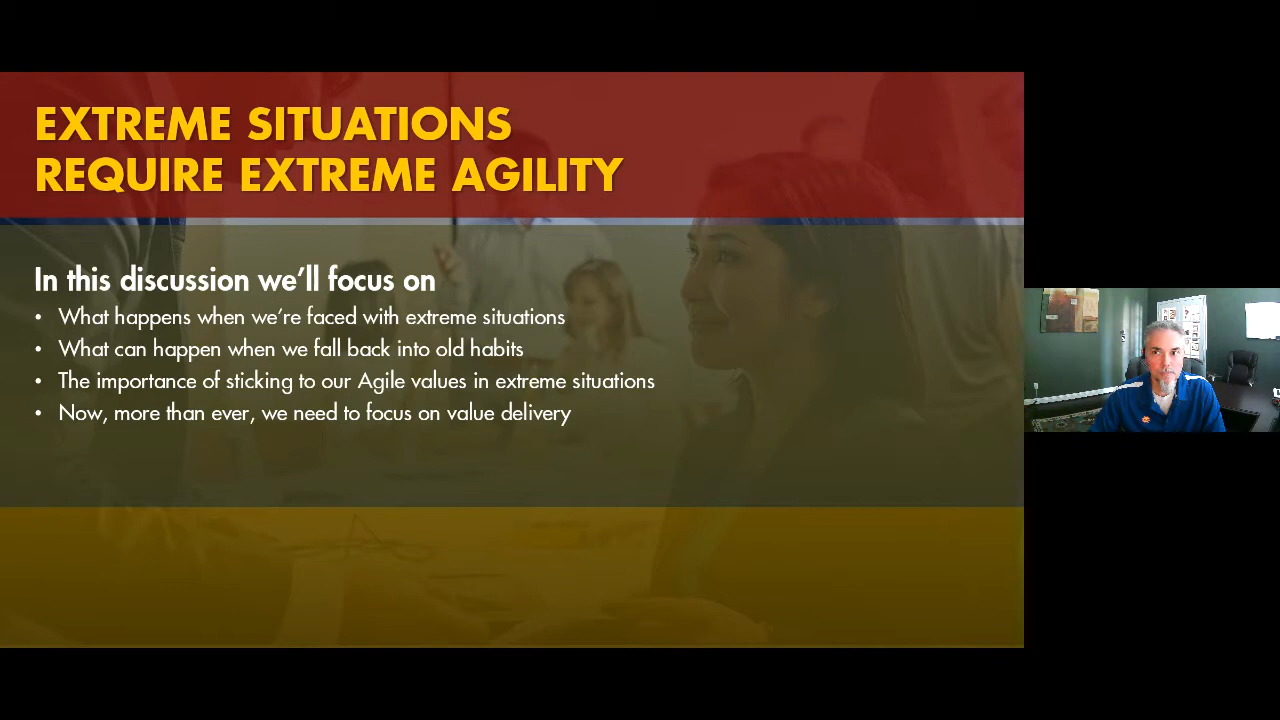 EXTREME SITUATIONS
REQUIRE EXTREME AGILITY
In this discussion we'll focus on
• What happens when we're faced with extreme situations
• What can happen when we fall back into old habits
• The importance of sticking to our Agile values in extreme situations
• Now, more than ever, we need to focus on value delivery